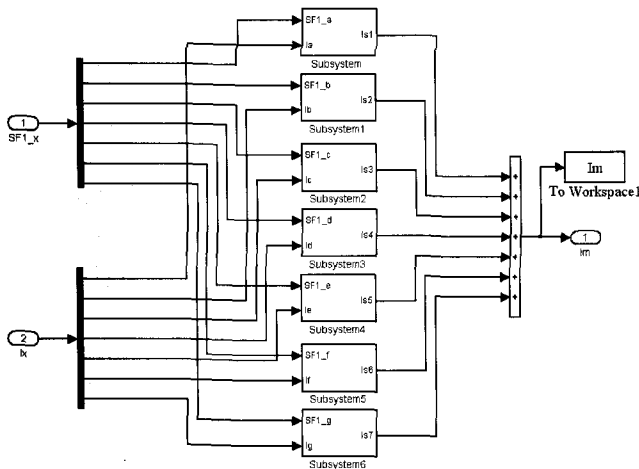 SF1_a
Ia
Is1
Subsystem
SF1_b
Ib
Is2
Subsystem1
1
SF1_x
SF1_c
Ic
Is3
Subsystem2
Im
To Workspace1
SF1_d
Id
Is4
Subsystem3
+
+
+
+
+
+
+
1
Im
SF1_e
Ie
Is5
Subsystem4
2
Ix
SF1_f
If
Is6
Subsystem5
SF1_g
Ig
Is7
Subsystem6